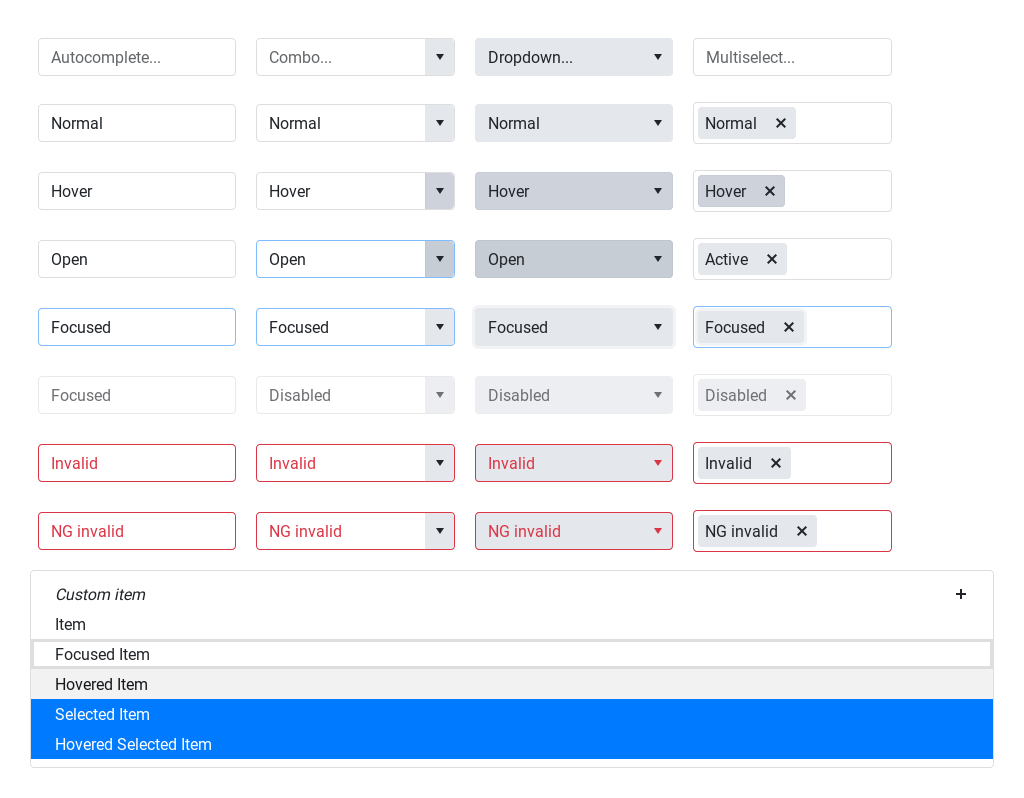 Autocomplete... Combo... Dropdown... Multiselect...
Normal Normal Normal Normal
Hover Hover Hover Hover
Open Open Open Active
Focused Focused Focused Focused
Focused Disabled Disabled Disabled
Invalid Invalid Invalid Invalid
NG invalid NG invalid NG invalid NG invalid
Custom item
Item
Focused Item
Hovered Item
Selected Item
Hovered Selected Item